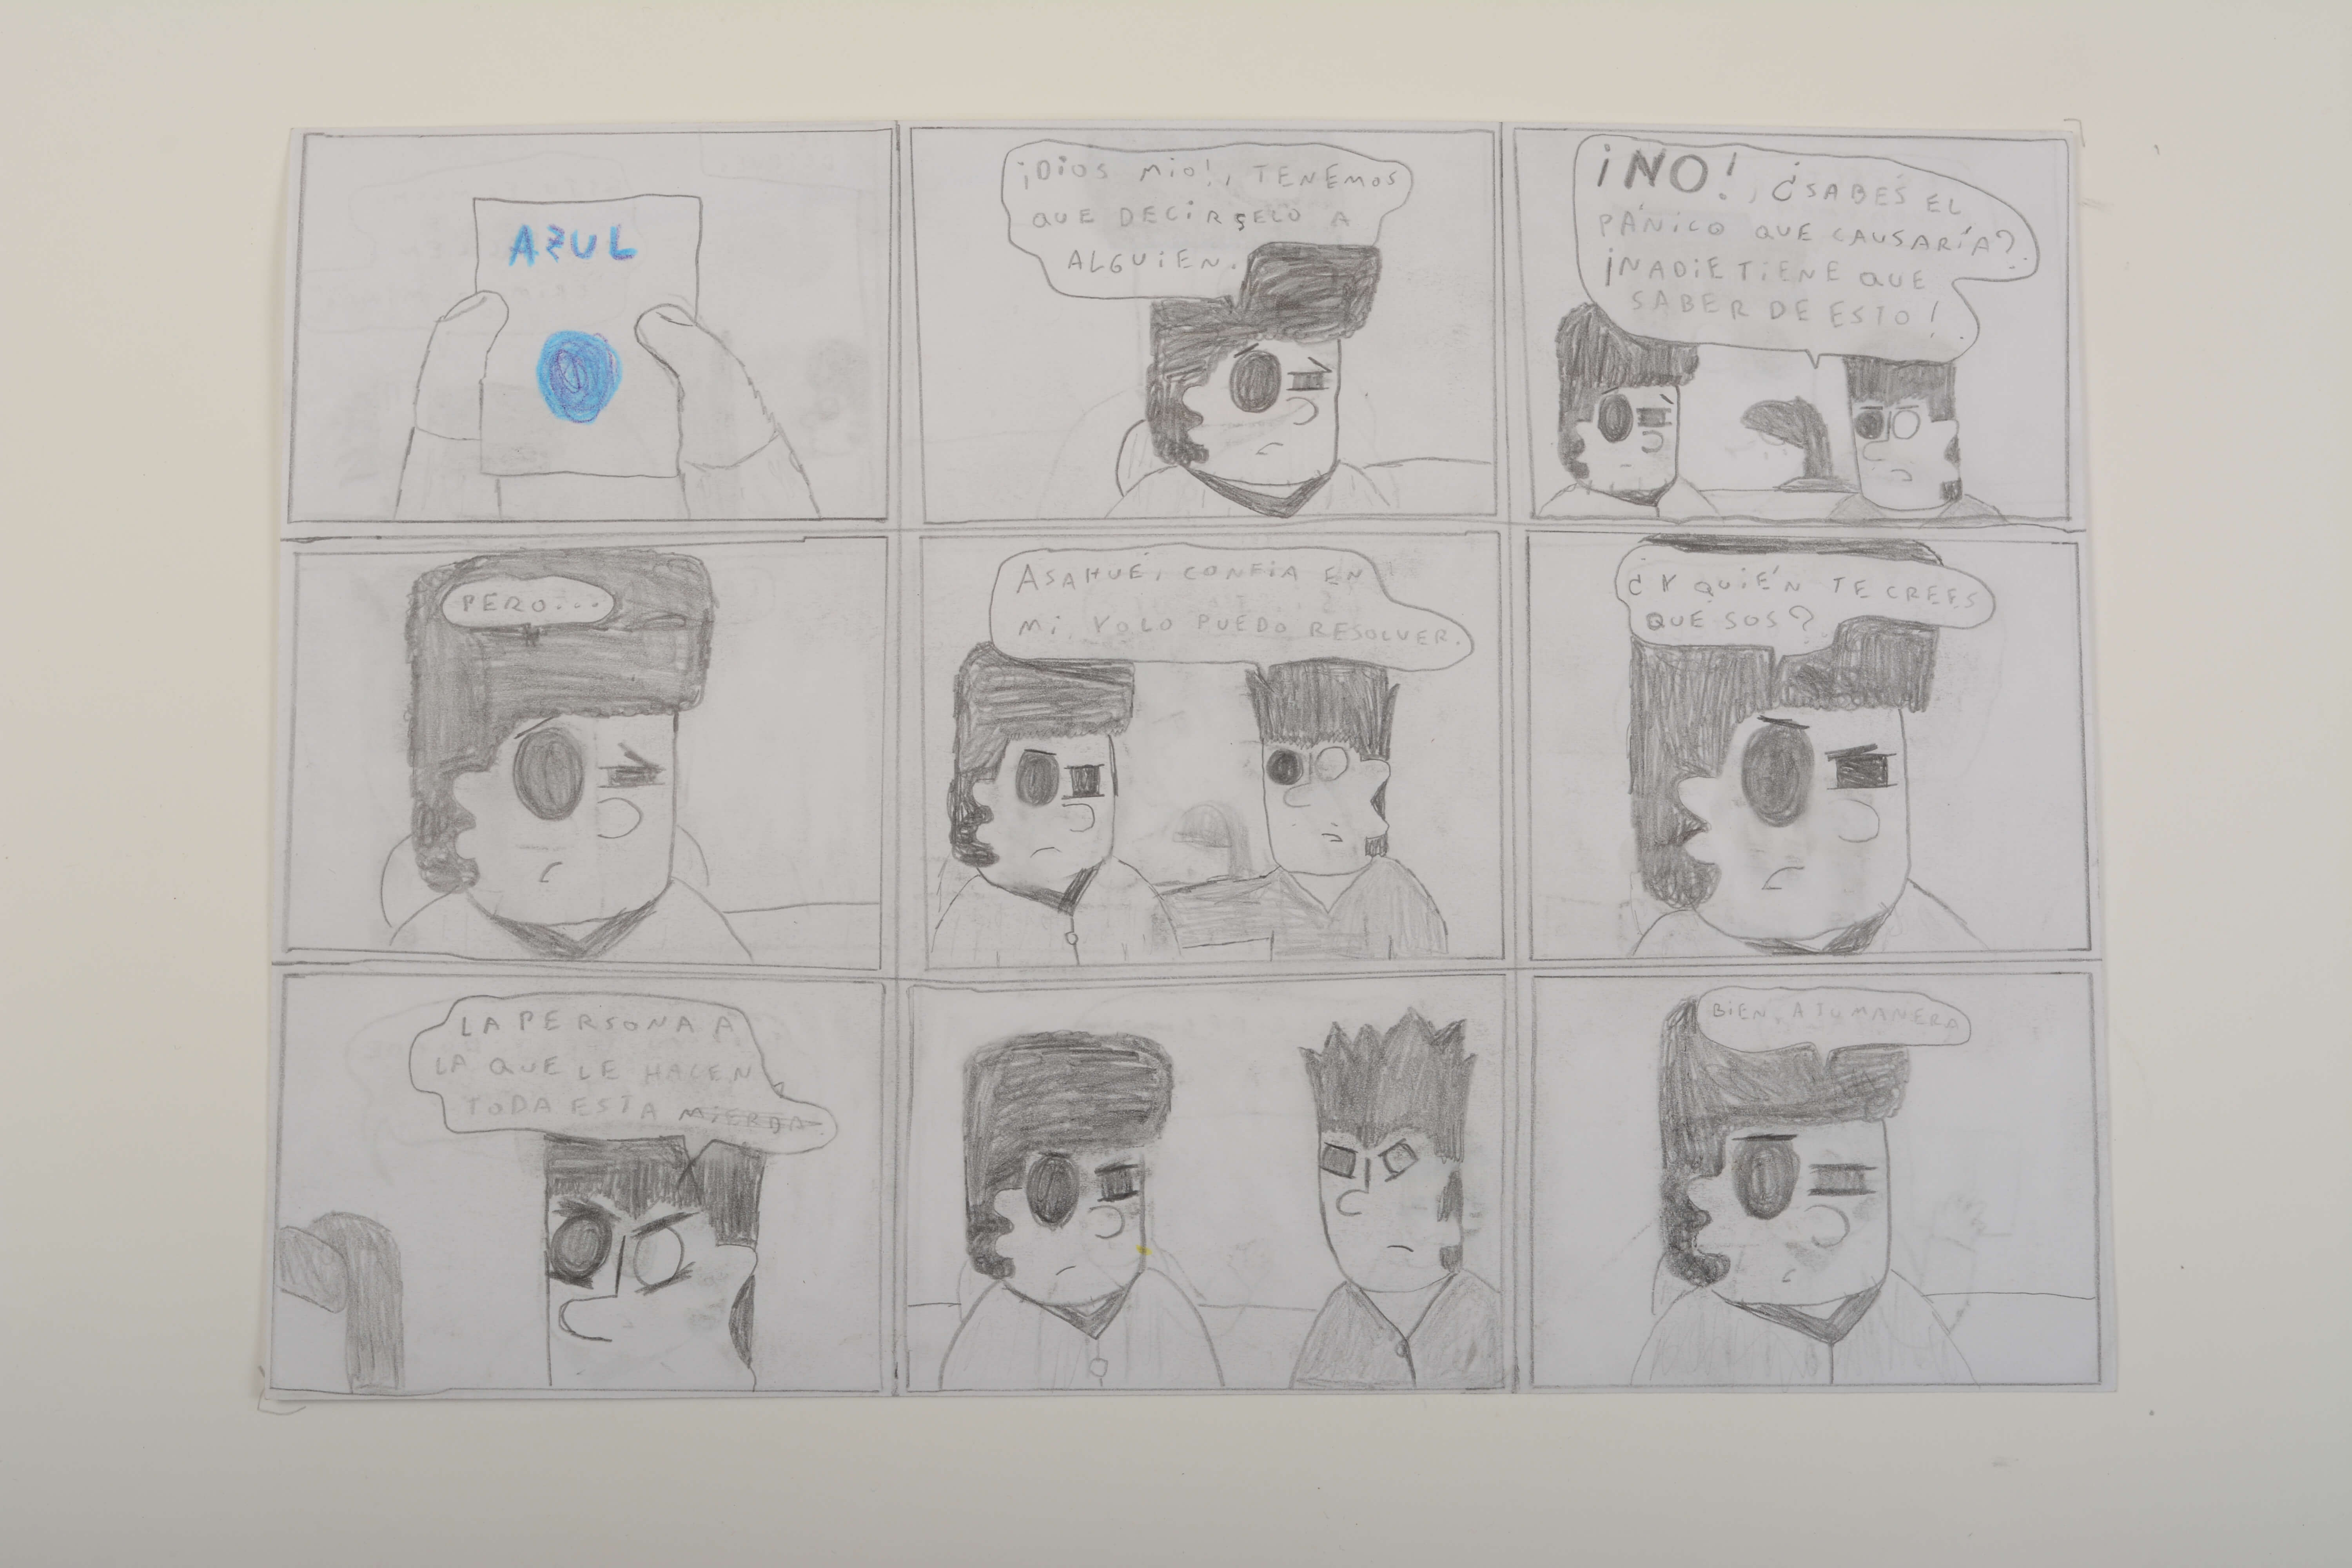 AZUL
¡DIOS MIO!, TENEMOS
QUE DECIRSELO A
ALGUIEN.
¡NO!, ¿SABES EL
PÁNICO QUE CAUSARÍA?
¡NADIE TIENE QUE
SABER DE ESTO!
PERO...
ASAHUE, CONFIA EN
MI, YO LO PUEDO RESOLVER.
¿Y QUIÉN TE CREES
QUE SOS?
LA PERSONA A
LA QUE LE HACEN
TODA ESTA MIERDA
BIEN, A TU MANERA